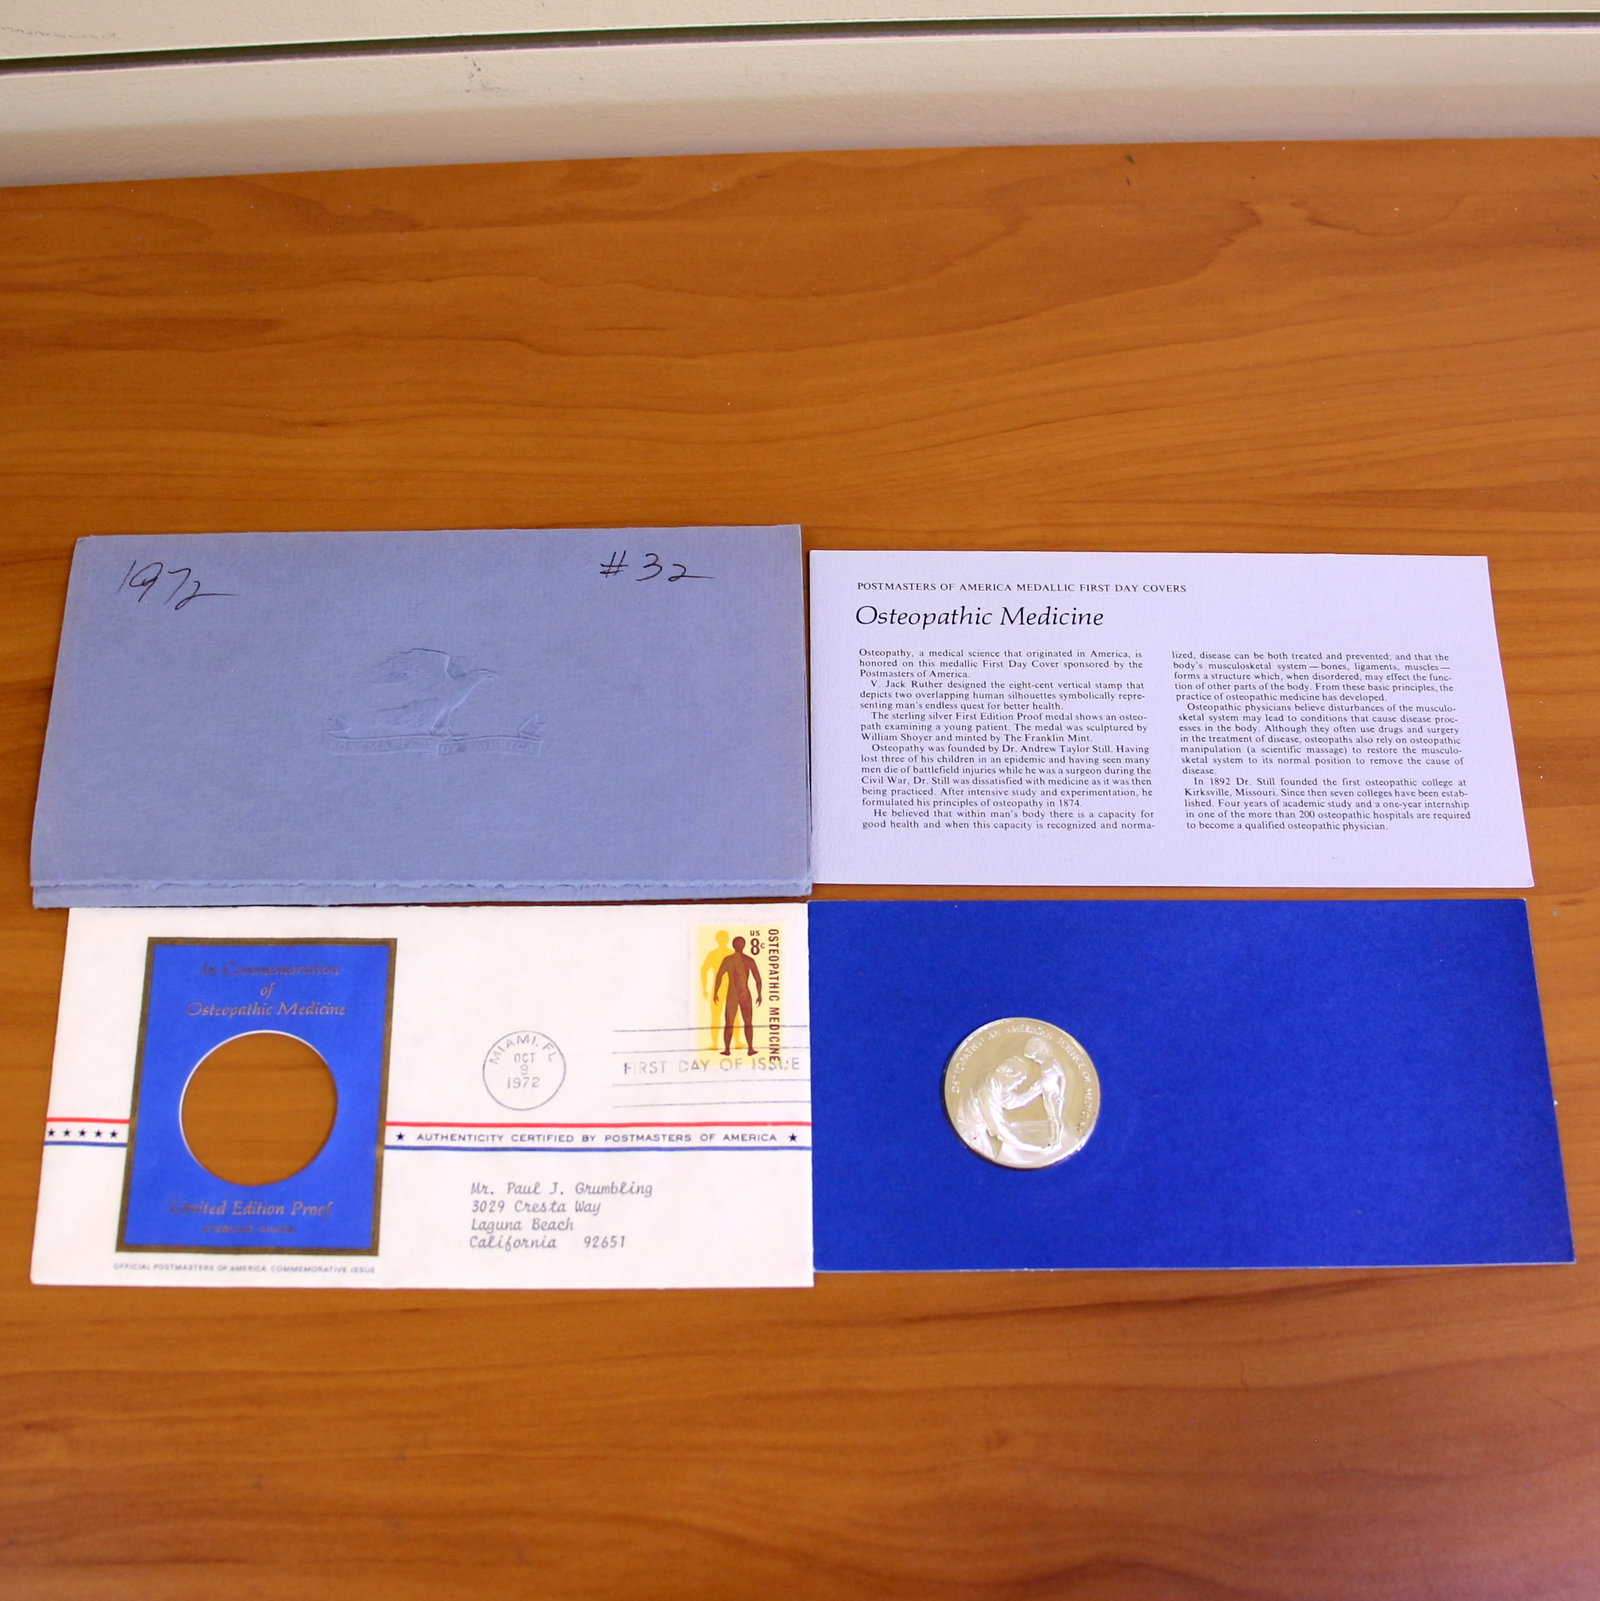 1972
#32
POSTMASTERS OF AMERICA
POSTMASTERS OF AMERICA MEDALLIC FIRST DAY COVERS
Osteopathic Medicine
Osteopathy, a medical science that originated in America, is
honored on this medallic First Day Cover sponsored by the
Postmasters of America.
V. Jack Ruther designed the eight-cent vertical stamp that
depicts two overlapping human silhouettes symbolically repre-
senting man's endless quest for better health.
The sterling silver First Edition Proof medal shows an osteo-
path examining a young patient. The medal was sculptured by
William Shoyer and minted by The Franklin Mint.
Osteopathy was founded by Dr. Andrew Taylor Still. Having
lost three of his children in an epidemic and having seen many
men die of battlefield injuries while he was a surgeon during the
Civil War, Dr. Still was dissatisfied with medicine as it was then
being practiced. After intensive study and experimentation, he
formulated his principles of osteopathy in 1874.
He believed that within man's body there is a capacity for
good health and when this capacity is recognized and norma-
lized, disease can be both treated and prevented; and that the
body's musculosketal system — bones, ligaments, muscles —
forms a structure which, when disordered, may effect the func-
tion of other parts of the body. From these basic principles, the
practice of osteopathic medicine has developed.
Osteopathic physicians believe disturbances of the musculo-
sketal system may lead to conditions that cause disease proc-
esses in the body. Although they often use drugs and surgery
in the treatment of disease, osteopaths also rely on osteopathic
manipulation (a scientific massage) to restore the musculo-
sketal system to its normal position to remove the cause of
disease.
In 1892 Dr. Still founded the first osteopathic college at
Kirksville, Missouri. Since then seven colleges have been estab-
lished. Four years of academic study and a one-year internship
in one of the more than 200 osteopathic hospitals are required
to become a qualified osteopathic physician.
In Commemoration
of
Osteopathic Medicine
Limited Edition Proof
STERLING SILVER
OFFICIAL POSTMASTERS OF AMERICA COMMEMORATIVE ISSUE
US
8c
OSTEOPATHIC MEDICINE
MIAMI, FL
OCT
9
1972
FIRST DAY OF ISSUE
★ AUTHENTICITY CERTIFIED BY POSTMASTERS OF AMERICA ★
Mr. Paul J. Grumbling
3029 Cresta Way
Laguna Beach
California 92651
OSTEOPATHY: AN AMERICAN SCIENCE OF MEDICINE